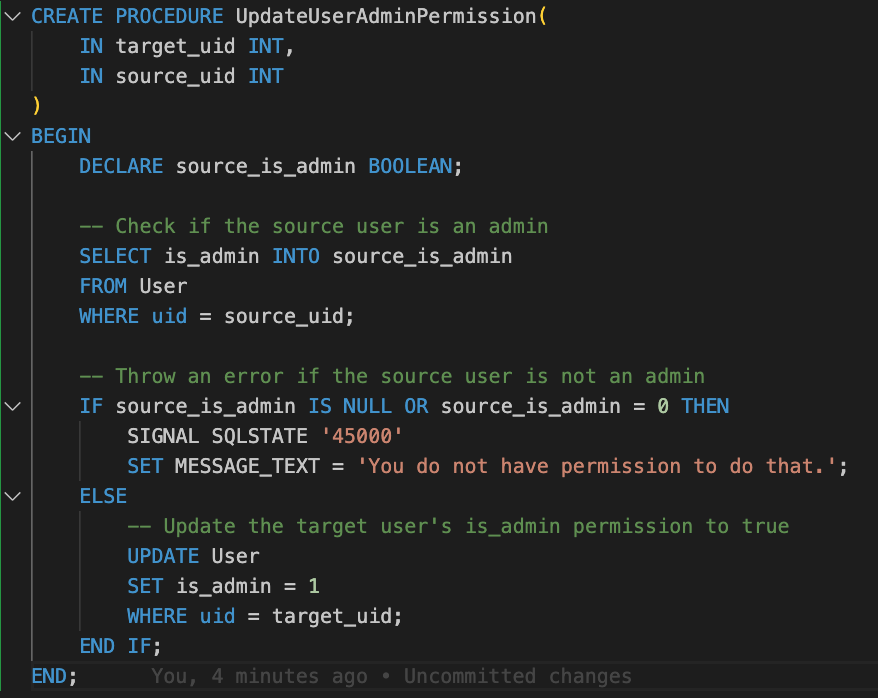 CREATE PROCEDURE UpdateUserAdminPermission(
    IN target_uid INT,
    IN source_uid INT
)
BEGIN
    DECLARE source_is_admin BOOLEAN;

    -- Check if the source user is an admin
    SELECT is_admin INTO source_is_admin
    FROM User
    WHERE uid = source_uid;

    -- Throw an error if the source user is not an admin
    IF source_is_admin IS NULL OR source_is_admin = 0 THEN
        SIGNAL SQLSTATE '45000'
        SET MESSAGE_TEXT = 'You do not have permission to do that.';
    ELSE
        -- Update the target user's is_admin permission to true
        UPDATE User
        SET is_admin = 1
        WHERE uid = target_uid;
    END IF;
END;      You, 4 minutes ago • Uncommitted changes